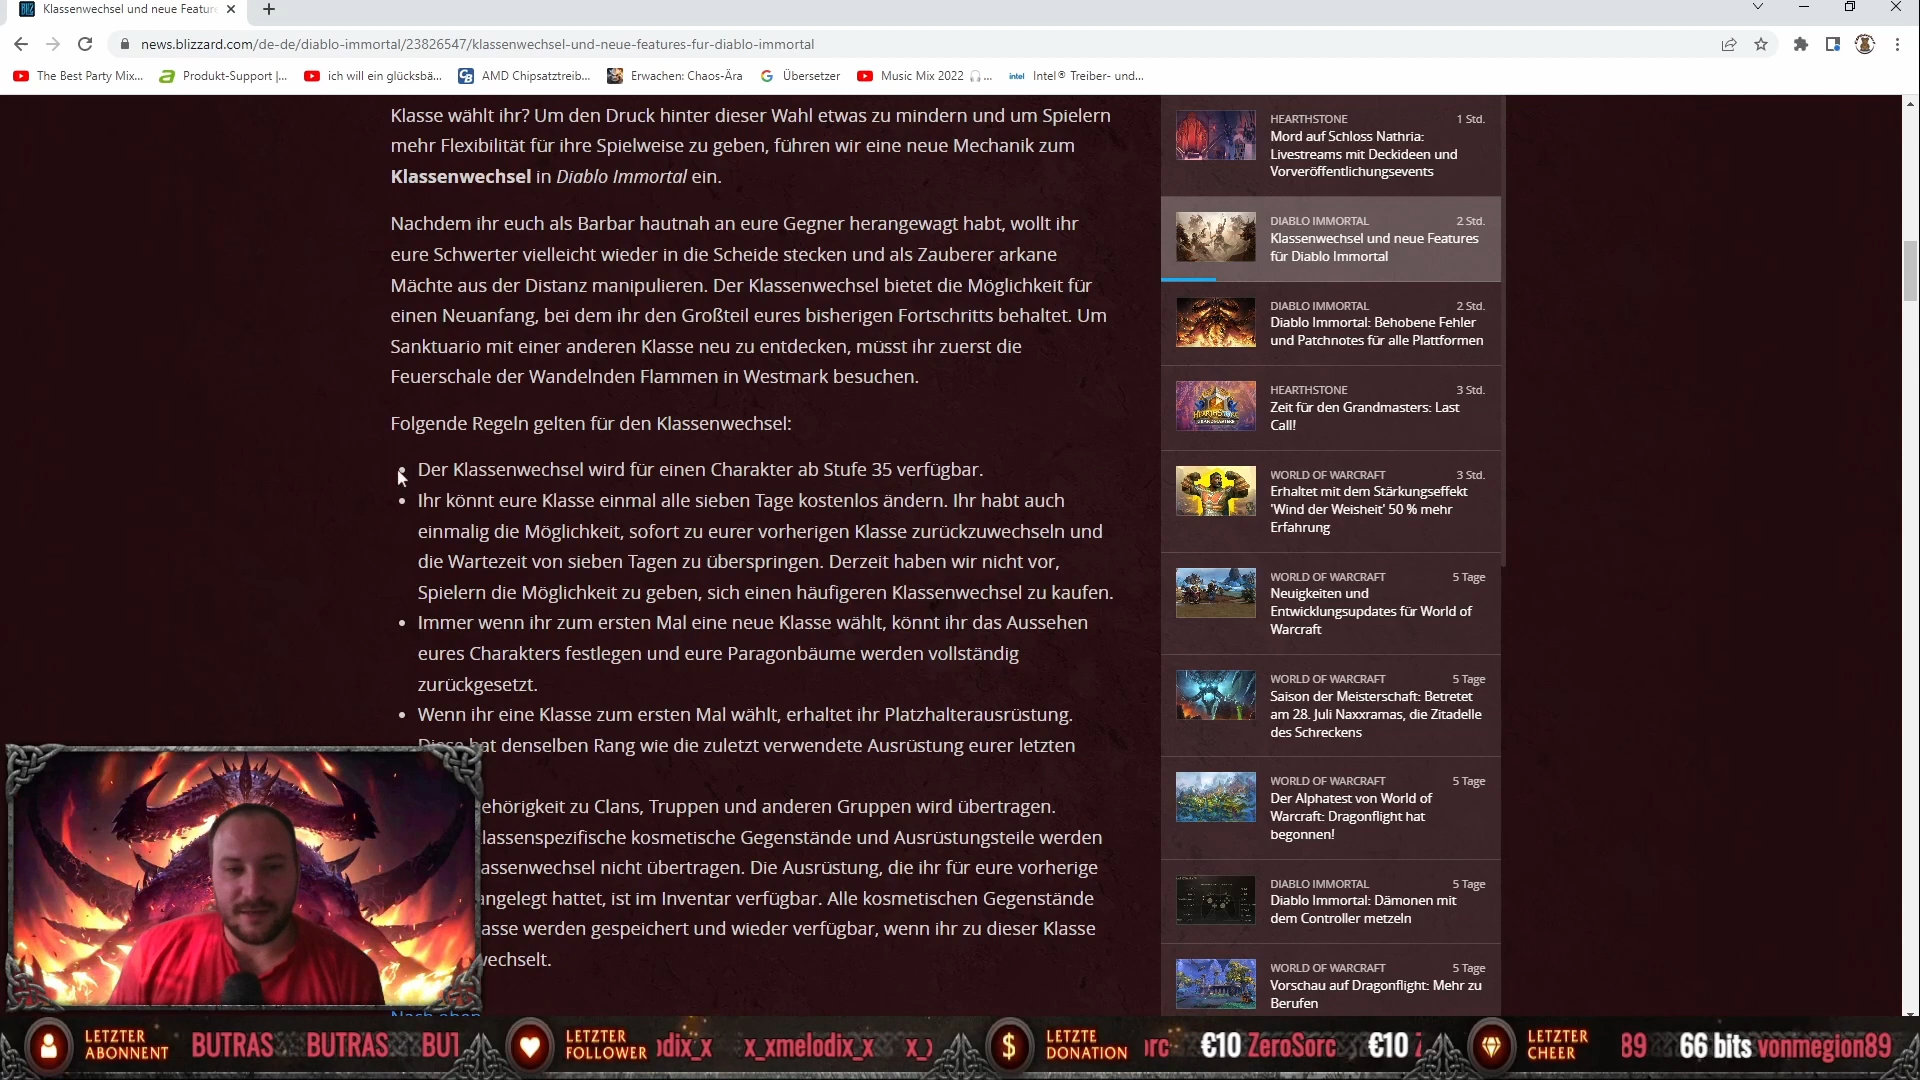 Klassenwechsel und neue Feature
news.blizzard.com/de-de/diablo-immortal/23826547/klassenwechsel-und-neue-features-fur-diablo-immortal
The Best Party Mix...
Produkt-Support |...
ich will ein glücksbä...
AMD Chipsatztreib...
Erwachen: Chaos-Ära
Übersetzer
Music Mix 2022 🎧...
Intel® Treiber- und...
Klasse wählt ihr? Um den Druck hinter dieser Wahl etwas zu mindern und um Spielern
mehr Flexibilität für ihre Spielweise zu geben, führen wir eine neue Mechanik zum
Klassenwechsel in Diablo Immortal ein.
Nachdem ihr euch als Barbar hautnah an eure Gegner herangewagt habt, wollt ihr
eure Schwerter vielleicht wieder in die Scheide stecken und als Zauberer arkane
Mächte aus der Distanz manipulieren. Der Klassenwechsel bietet die Möglichkeit für
einen Neuanfang, bei dem ihr den Großteil eures bisherigen Fortschritts behaltet. Um
Sanktuario mit einer anderen Klasse neu zu entdecken, müsst ihr zuerst die
Feuerschale der Wandelnden Flammen in Westmark besuchen.
Folgende Regeln gelten für den Klassenwechsel:
• Der Klassenwechsel wird für einen Charakter ab Stufe 35 verfügbar.
• Ihr könnt eure Klasse einmal alle sieben Tage kostenlos ändern. Ihr habt auch
einmalig die Möglichkeit, sofort zu eurer vorherigen Klasse zurückzuwechseln und
die Wartezeit von sieben Tagen zu überspringen. Derzeit haben wir nicht vor,
Spielern die Möglichkeit zu geben, sich einen häufigeren Klassenwechsel zu kaufen.
• Immer wenn ihr zum ersten Mal eine neue Klasse wählt, könnt ihr das Aussehen
eures Charakters festlegen und eure Paragonbäume werden vollständig
zurückgesetzt.
• Wenn ihr eine Klasse zum ersten Mal wählt, erhaltet ihr Platzhalterausrüstung.
Diese hat denselben Rang wie die zuletzt verwendete Ausrüstung eurer letzten
ehörigkeit zu Clans, Truppen und anderen Gruppen wird übertragen.
lassenspezifische kosmetische Gegenstände und Ausrüstungsteile werden
assenwechsel nicht übertragen. Die Ausrüstung, die ihr für eure vorherige
angelegt hattet, ist im Inventar verfügbar. Alle kosmetischen Gegenstände
asse werden gespeichert und wieder verfügbar, wenn ihr zu dieser Klasse
wechselt.
Nach oben
HEARTHSTONE 1 Std.
Mord auf Schloss Nathria:
Livestreams mit Deckideen und
Vorveröffentlichungsevents
DIABLO IMMORTAL 2 Std.
Klassenwechsel und neue Features
für Diablo Immortal
DIABLO IMMORTAL 2 Std.
Diablo Immortal: Behobene Fehler
und Patchnotes für alle Plattformen
HEARTHSTONE 3 Std.
Zeit für den Grandmasters: Last
Call!
WORLD OF WARCRAFT 3 Std.
Erhaltet mit dem Stärkungseffekt
'Wind der Weisheit' 50 % mehr
Erfahrung
WORLD OF WARCRAFT 5 Tage
Neuigkeiten und
Entwicklungsupdates für World of
Warcraft
WORLD OF WARCRAFT 5 Tage
Saison der Meisterschaft: Betretet
am 28. Juli Naxxramas, die Zitadelle
des Schreckens
WORLD OF WARCRAFT 5 Tage
Der Alphatest von World of
Warcraft: Dragonflight hat
begonnen!
DIABLO IMMORTAL 5 Tage
Diablo Immortal: Dämonen mit
dem Controller metzeln
WORLD OF WARCRAFT 5 Tage
Vorschau auf Dragonflight: Mehr zu
Berufen
LETZTER
ABONNENT
BUTRAS BUTRAS BUT
LETZTER
FOLLOWER
odix_x x_xmelodix_x x_x
LETZTE
DONATION
orc €10 ZeroSorc €10
LETZTER
CHEER
89 66 bits vonmegion89